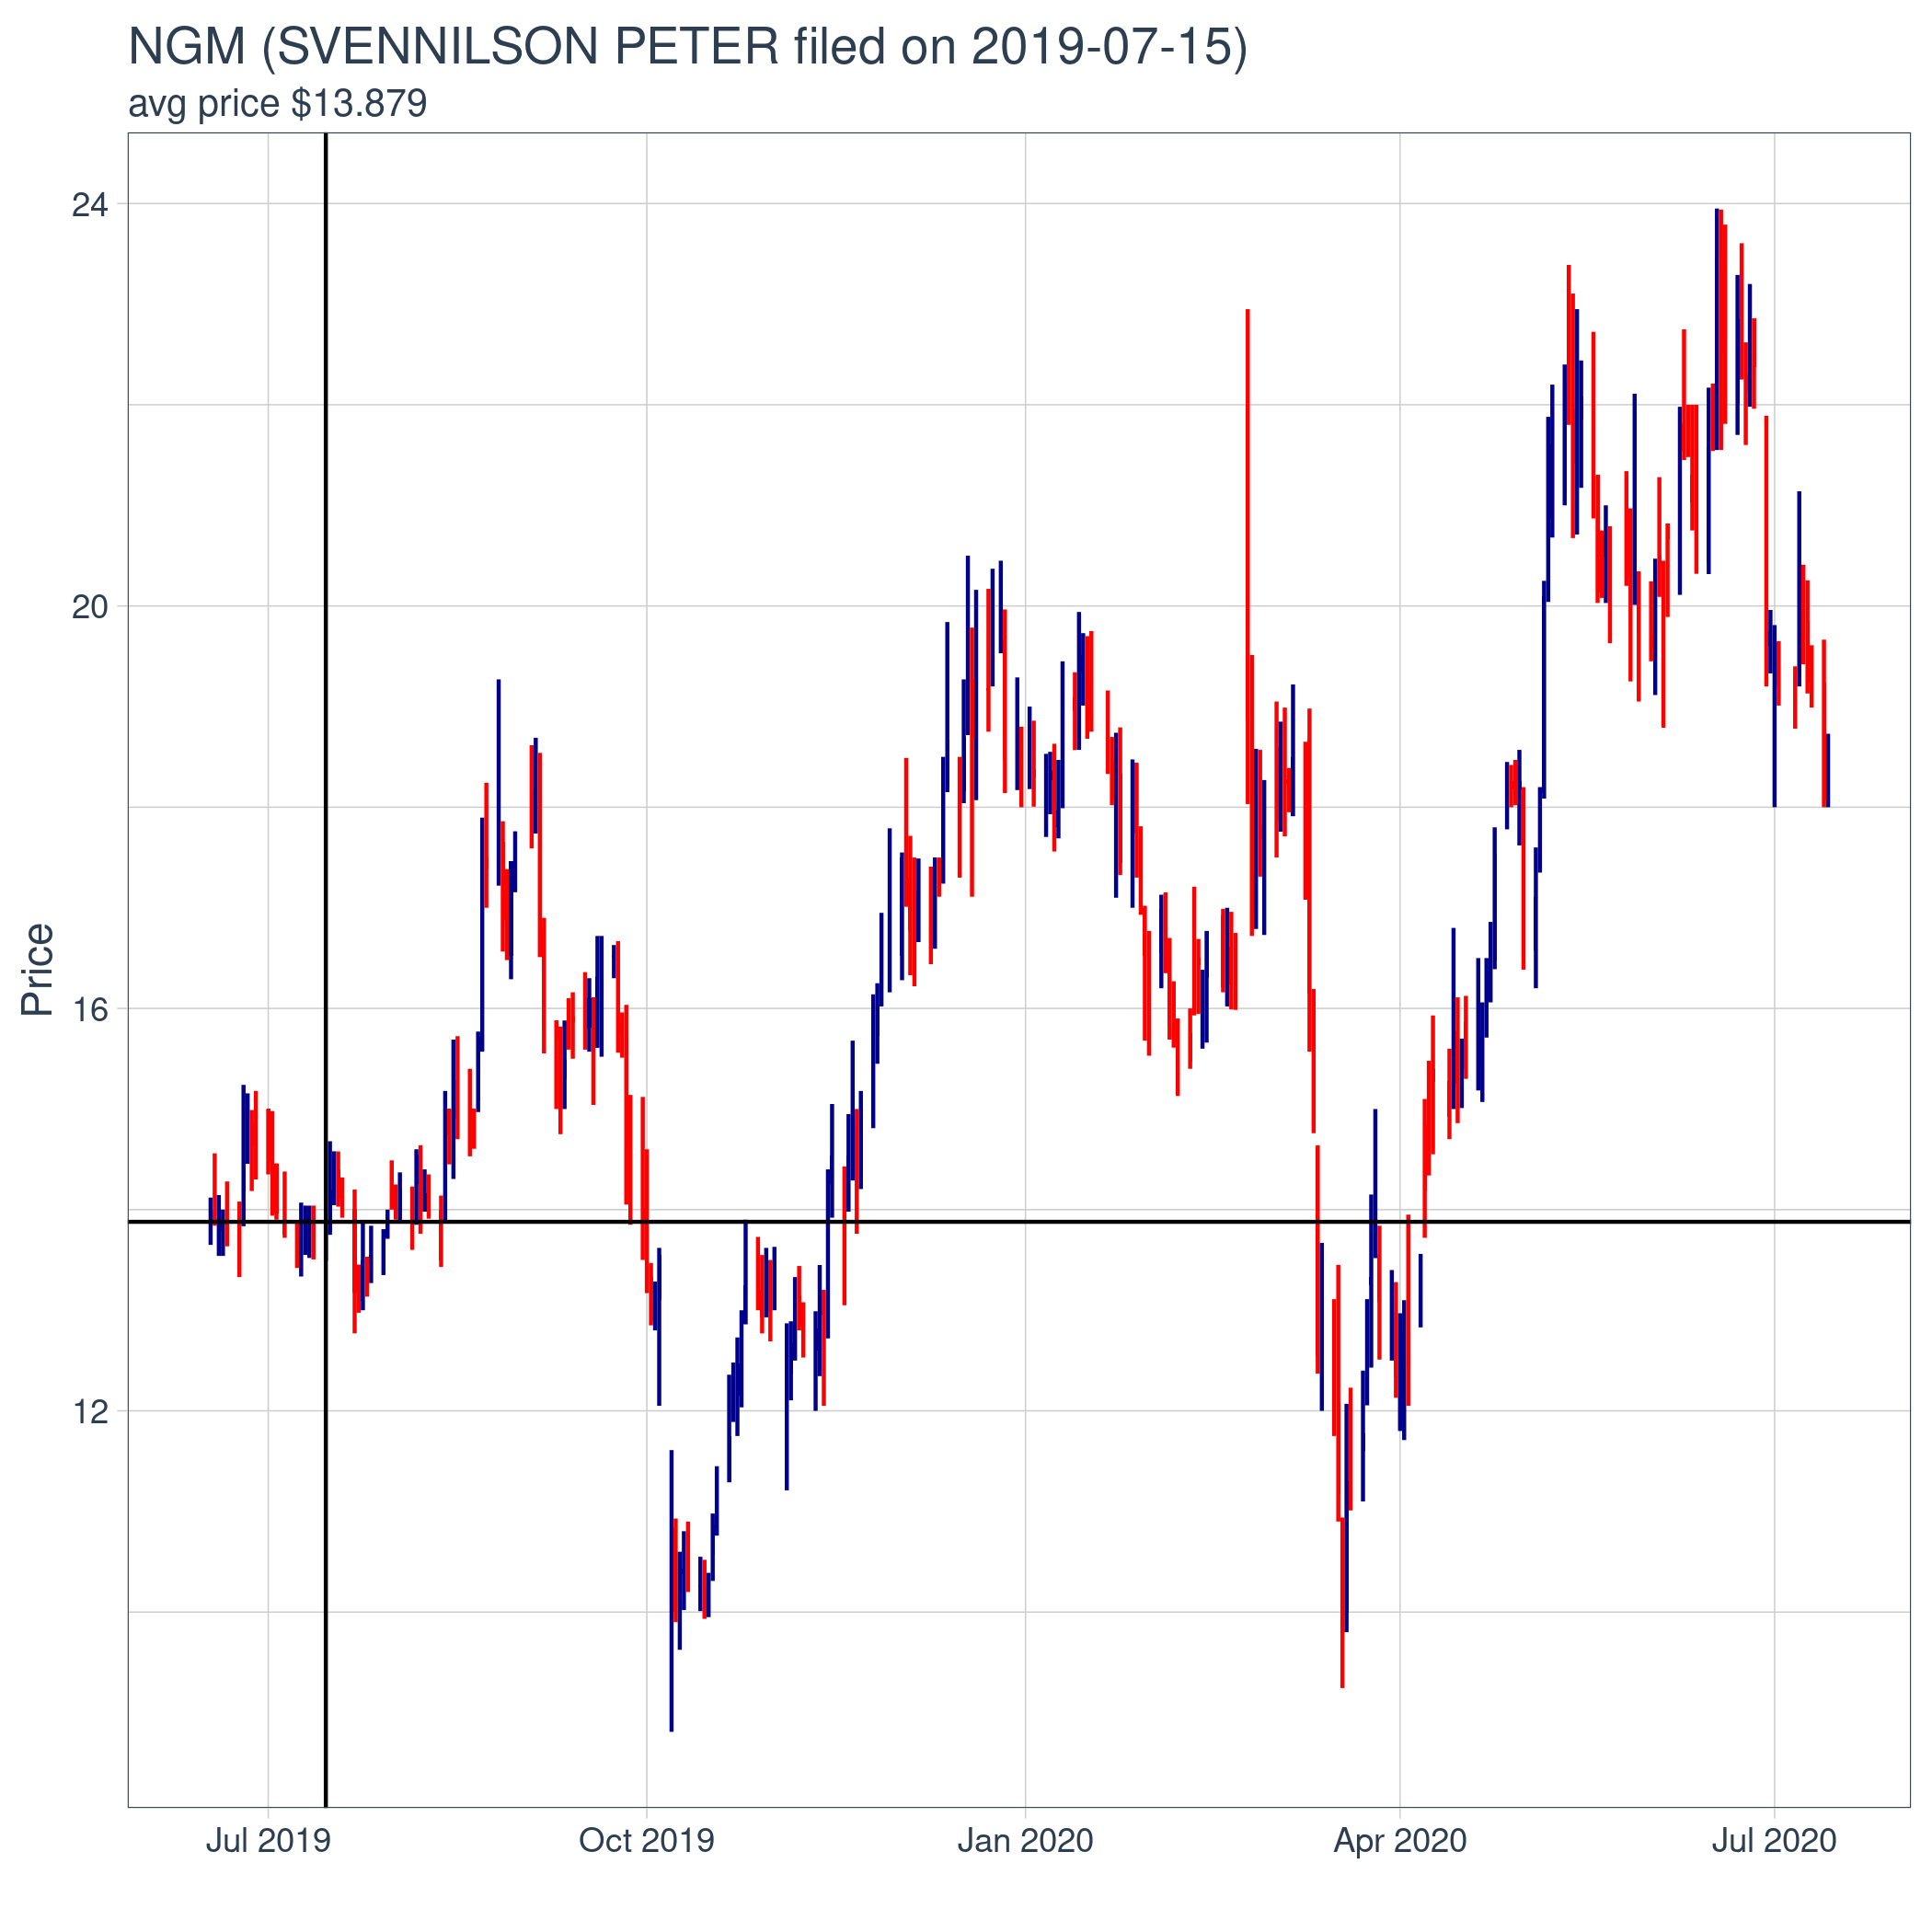 NGM (SVENNILSON PETER filed on 2019-07-15)
avg price $13.879
24
20
16
12
Price
Jul 2019
Oct 2019
Jan 2020
Apr 2020
Jul 2020